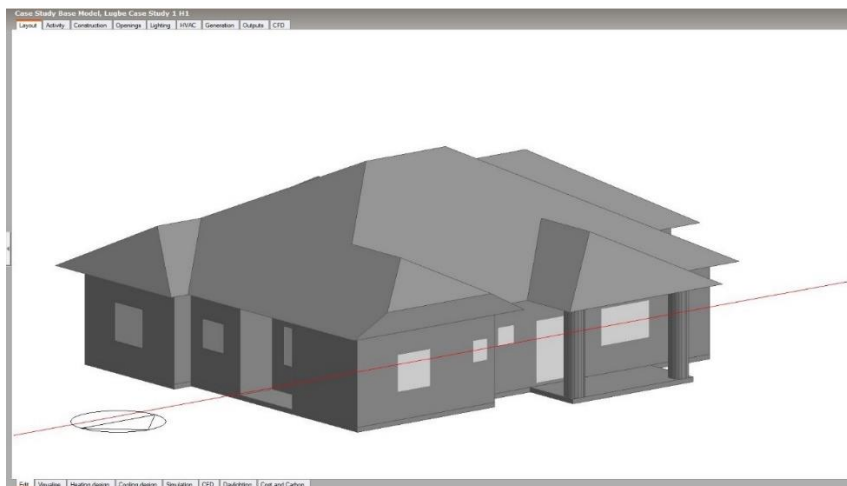 Case Study Base Model, Lugbe Case Study 1 H1
Layout Activity Construction Openings Lighting HVAC Generation Outputs CFD
Edit Visualise Heating design Cooling design Simulation CFD Daylighting Cost and Carbon